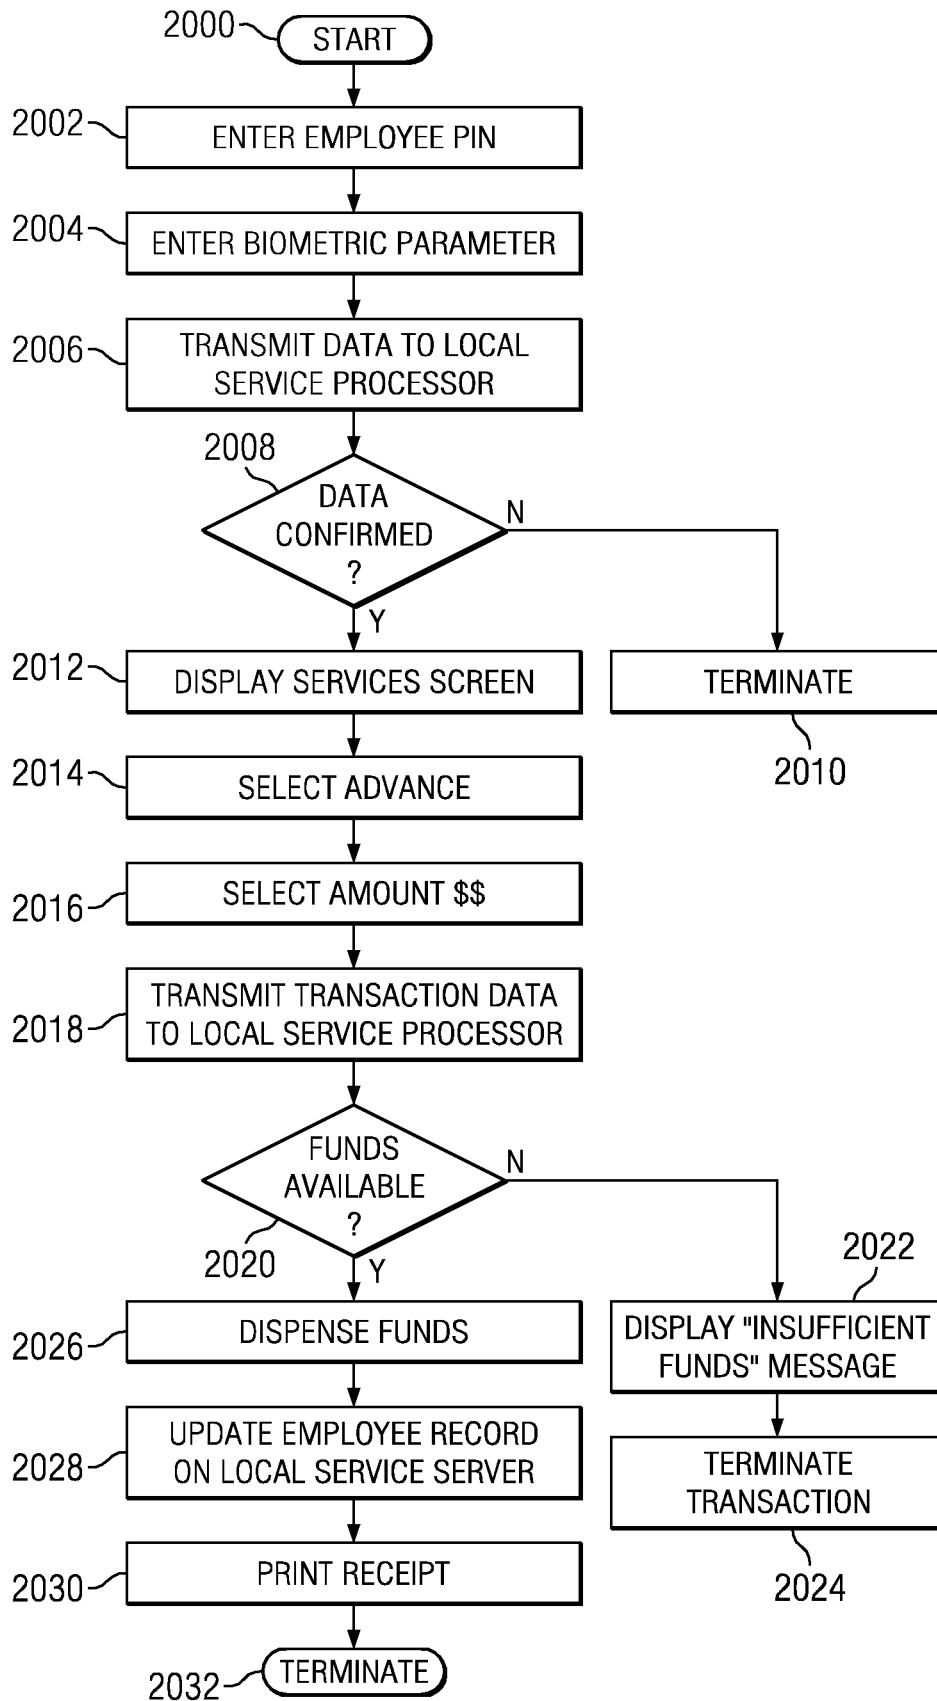 2000
START
2002
ENTER EMPLOYEE PIN
2004
ENTER BIOMETRIC PARAMETER
2006
TRANSMIT DATA TO LOCAL
SERVICE PROCESSOR
2008
DATA
CONFIRMED
?
N
Y
2012
DISPLAY SERVICES SCREEN
TERMINATE
2010
2014
SELECT ADVANCE
2016
SELECT AMOUNT $$
2018
TRANSMIT TRANSACTION DATA
TO LOCAL SERVICE PROCESSOR
FUNDS
AVAILABLE
?
N
2020
Y
2022
2026
DISPENSE FUNDS
DISPLAY "INSUFFICIENT
FUNDS" MESSAGE
2028
UPDATE EMPLOYEE RECORD
ON LOCAL SERVICE SERVER
TERMINATE
TRANSACTION
2024
2030
PRINT RECEIPT
2032
TERMINATE